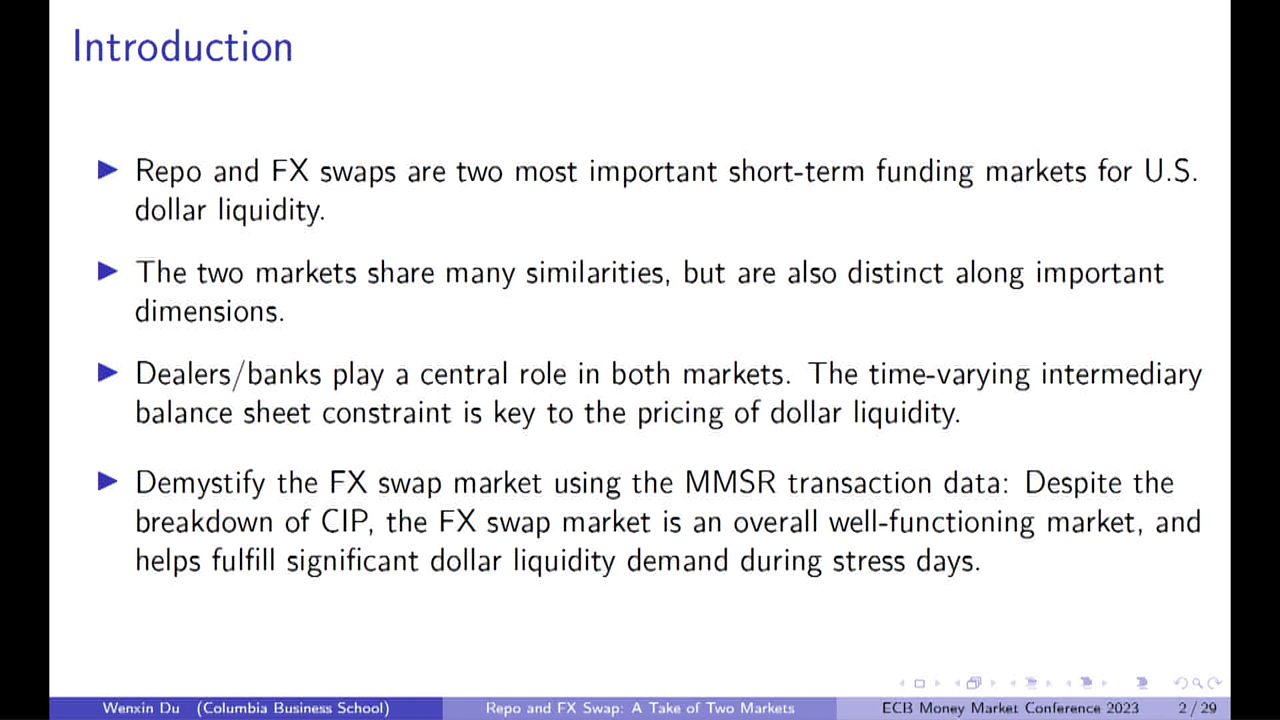 Introduction
Repo and FX swaps are two most important short-term funding markets for U.S.
dollar liquidity.
The two markets share many similarities, but are also distinct along important
dimensions.
Dealers/banks play a central role in both markets. The time-varying intermediary
balance sheet constraint is key to the pricing of dollar liquidity.
Demystify the FX swap market using the MMSR transaction data: Despite the
breakdown of CIP, the FX swap market is an overall well-functioning market, and
helps fulfill significant dollar liquidity demand during stress days.
Wenxin Du (Columbia Business School) Repo and FX Swap: A Take of Two Markets ECB Money Market Conference 2023 2 / 29